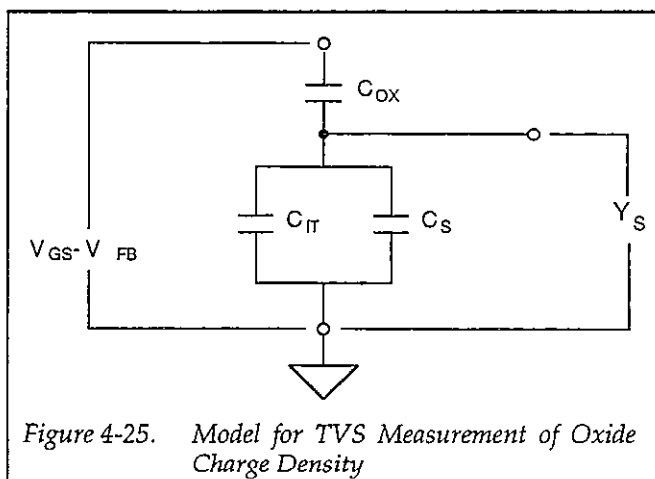 C_OX
C_IT
C_S
Y_S
V_GS - V_FB
Figure 4-25. Model for TVS Measurement of Oxide
Charge Density